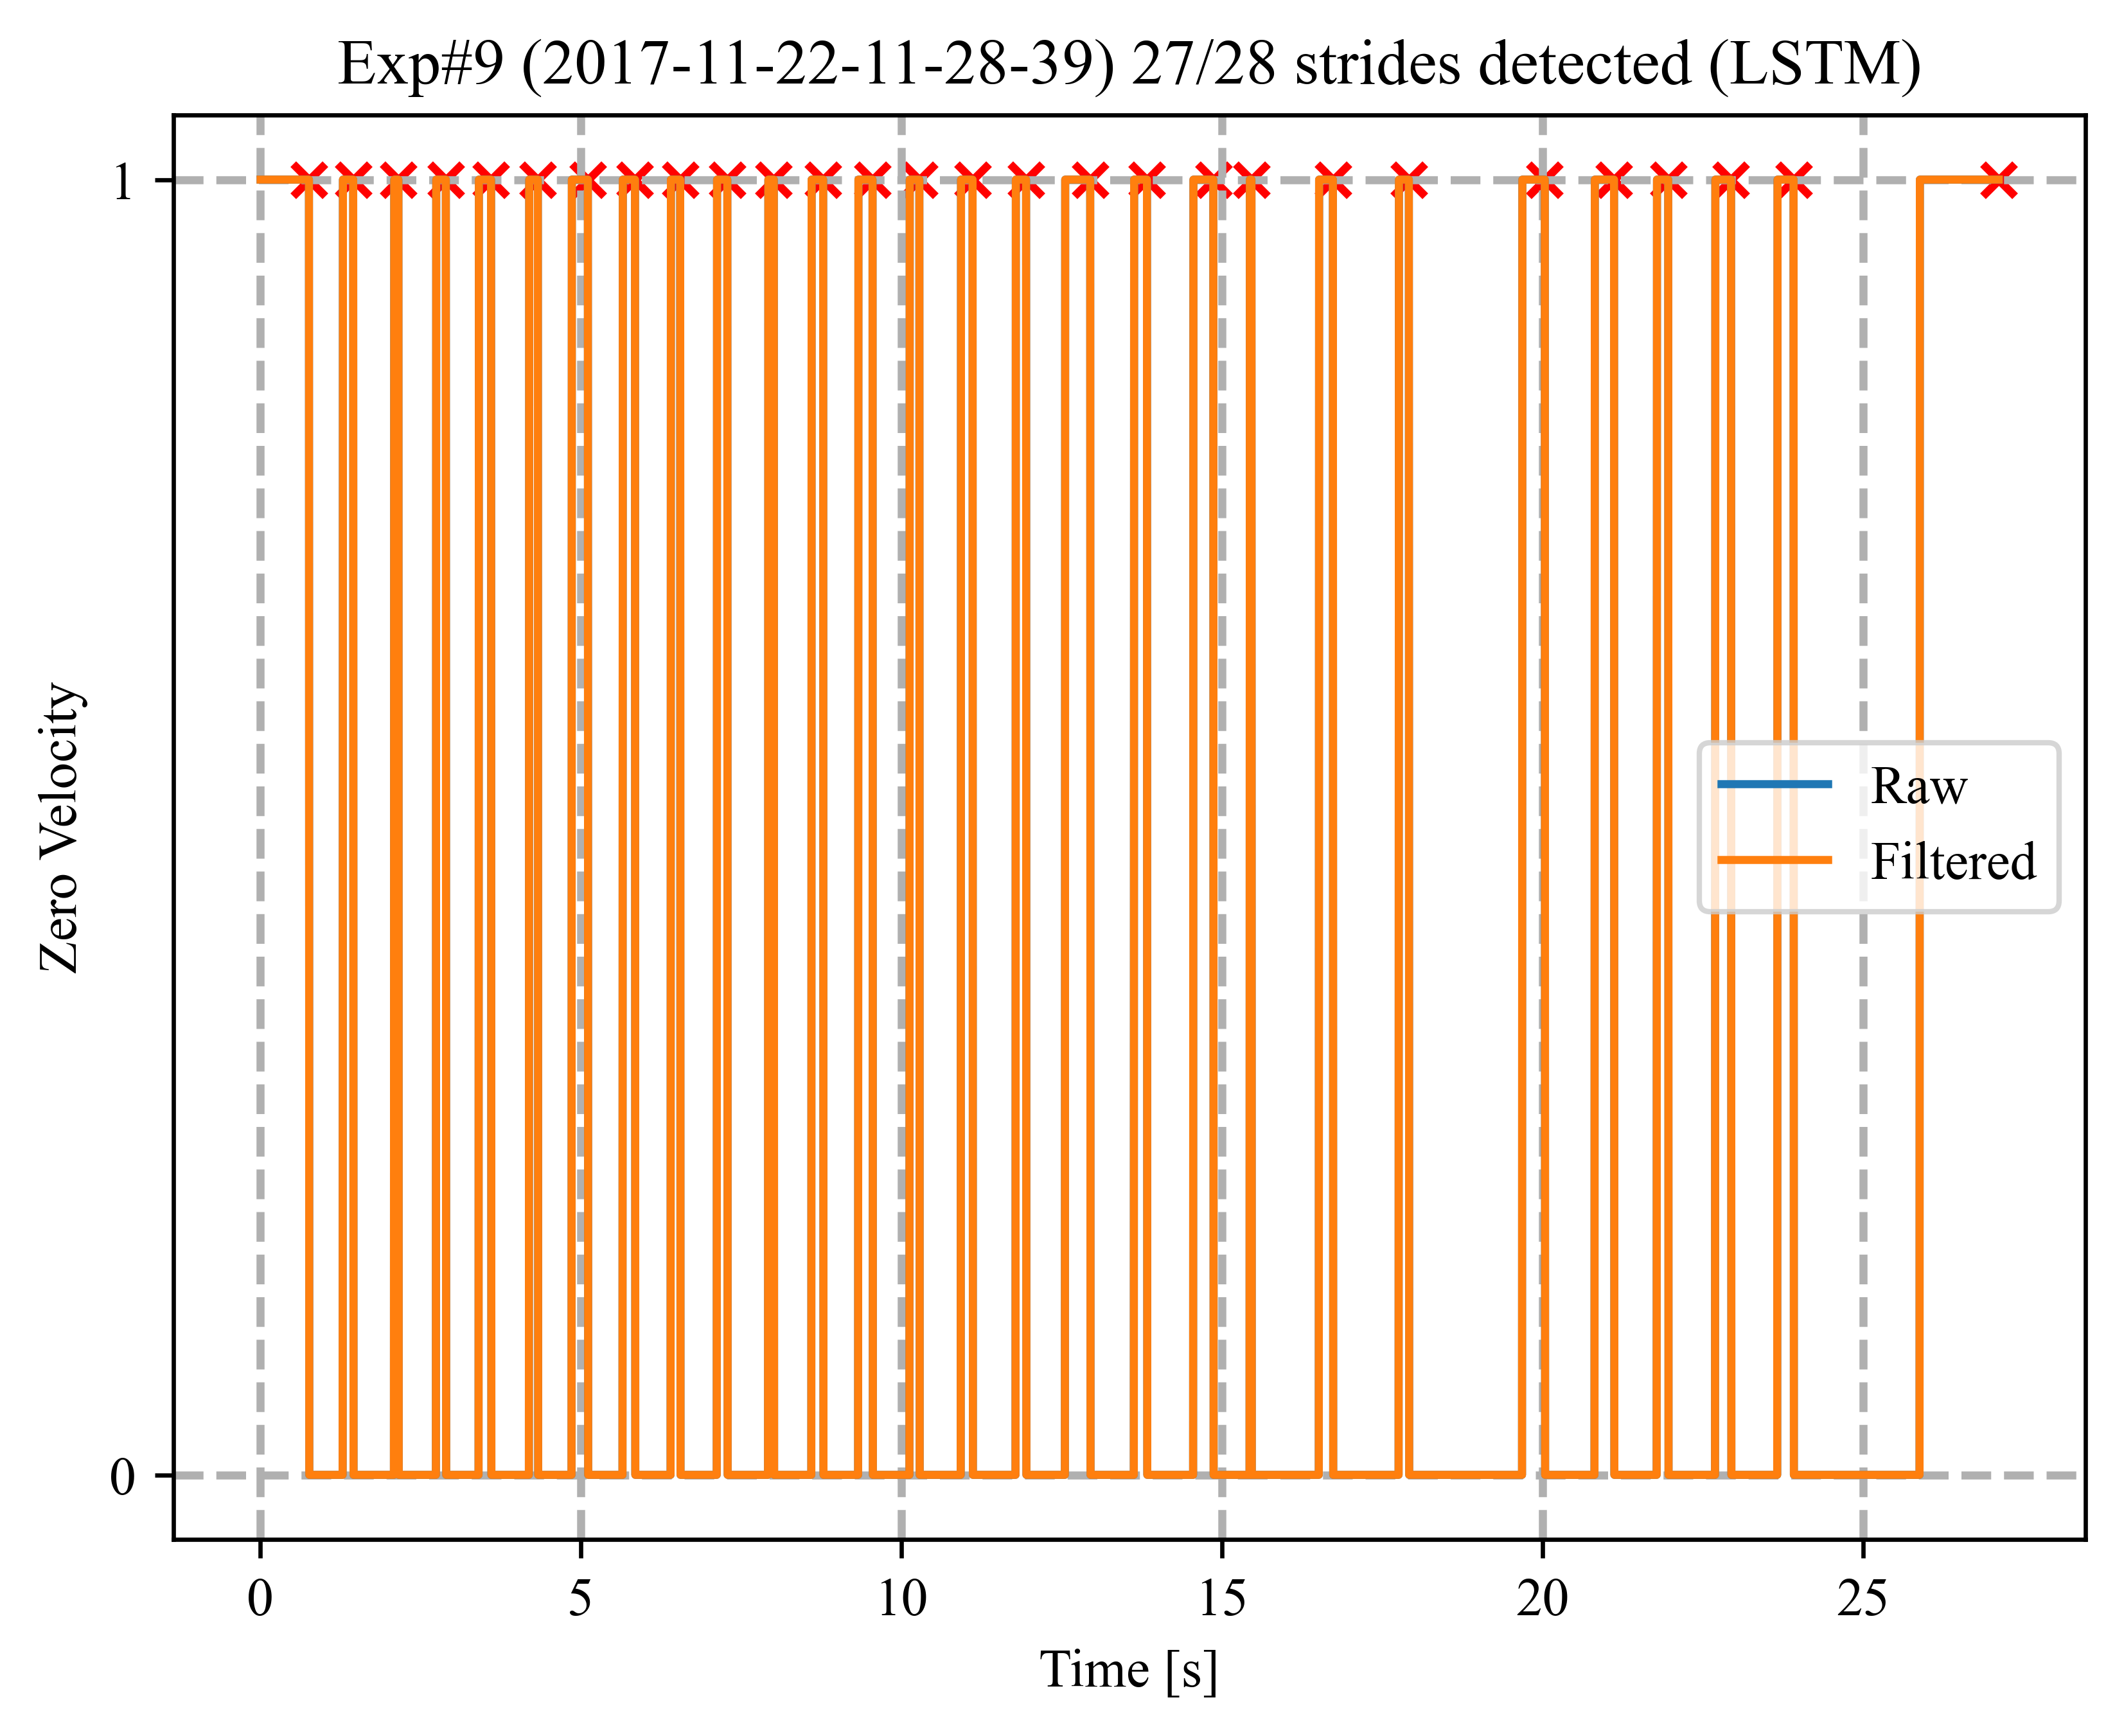 Exp#9 (2017-11-22-11-28-39) 27/28 strides detected (LSTM)
1
Zero Velocity
Raw
Filtered
0
0 5 10 15 20 25
Time [s]